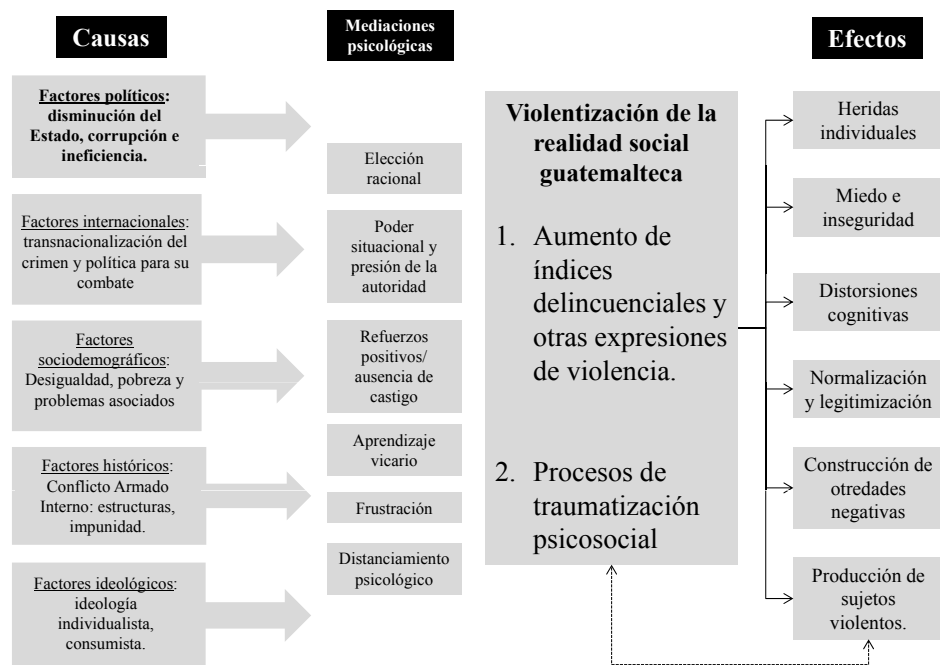 Causas
Factores políticos:
disminución del
Estado, corrupción e
ineficiencia.
Factores internacionales:
transnacionalización del
crimen y política para su
combate
Factores
sociodemográficos:
Desigualdad, pobreza y
problemas asociados
Factores históricos:
Conflicto Armado
Interno: estructuras,
impunidad.
Factores ideológicos:
ideología
individualista,
consumista.
Mediaciones
psicológicas
Elección
racional
Poder
situacional y
presión de la
autoridad
Refuerzos
positivos/
ausencia de
castigo
Aprendizaje
vicario
Frustración
Distanciamiento
psicológico
Violentización de la
realidad social
guatemalteca
1. Aumento de
índices
delincuenciales y
otras expresiones
de violencia.
2. Procesos de
traumatización
psicosocial
Efectos
Heridas
individuales
Miedo e
inseguridad
Distorsiones
cognitivas
Normalización
y legitimización
Construcción de
otredades
negativas
Producción de
sujetos
violentos.